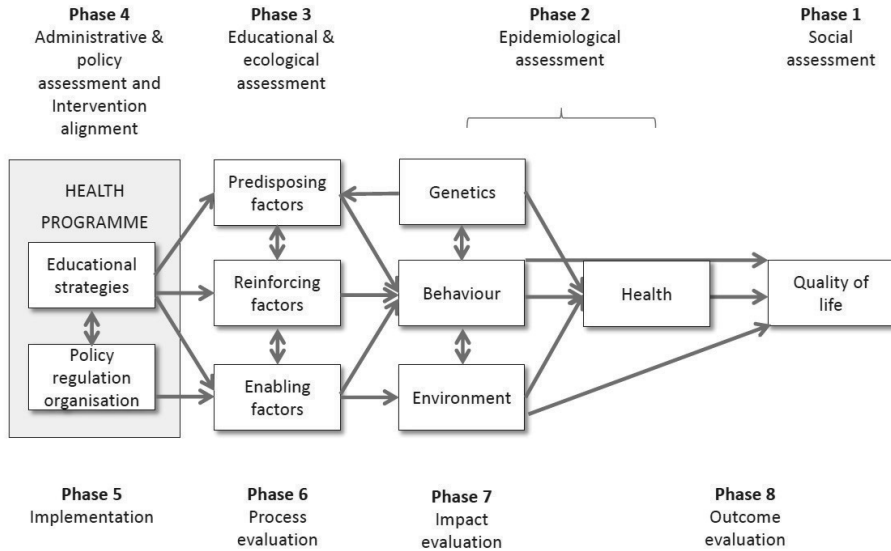 Phase 4
Administrative &
policy
assessment and
Intervention
alignment
Phase 3
Educational &
ecological
assessment
Phase 2
Epidemiological
assessment
Phase 1
Social
assessment
HEALTH
PROGRAMME
Educational
strategies
Policy
regulation
organisation
Predisposing
factors
Reinforcing
factors
Enabling
factors
Genetics
Behaviour
Environment
Health
Quality of
life
Phase 5
Implementation
Phase 6
Process
evaluation
Phase 7
Impact
evaluation
Phase 8
Outcome
evaluation